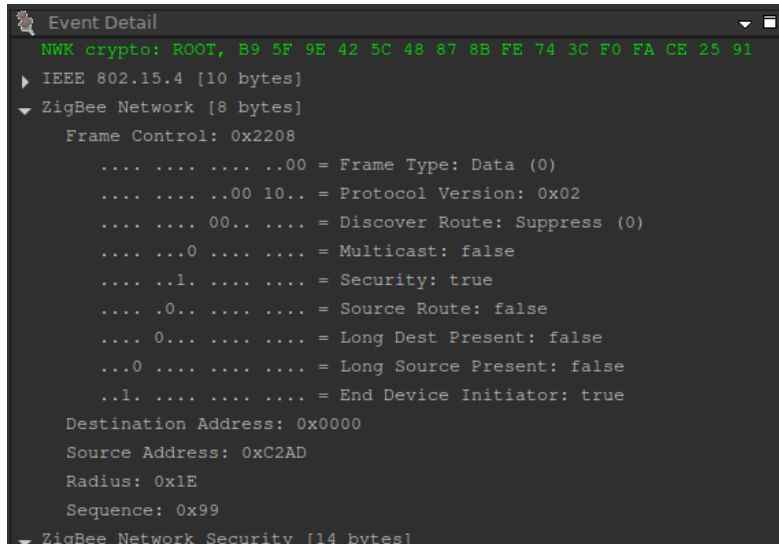 Event Detail
NWK crypto: ROOT, B9 5F 9E 42 5C 48 87 8B FE 74 3C F0 FA CE 25 91
IEEE 802.15.4 [10 bytes]
ZigBee Network [8 bytes]
Frame Control: 0x2208
.... .... .... ..00 = Frame Type: Data (0)
.... .... ..00 10.. = Protocol Version: 0x02
.... .... 00.. .... = Discover Route: Suppress (0)
.... ...0 .... .... = Multicast: false
.... ..1. .... .... = Security: true
.... .0.. .... .... = Source Route: false
.... 0... .... .... = Long Dest Present: false
...0 .... .... .... = Long Source Present: false
..1. .... .... .... = End Device Initiator: true
Destination Address: 0x0000
Source Address: 0xC2AD
Radius: 0x1E
Sequence: 0x99
ZigBee Network Security [14 bytes]